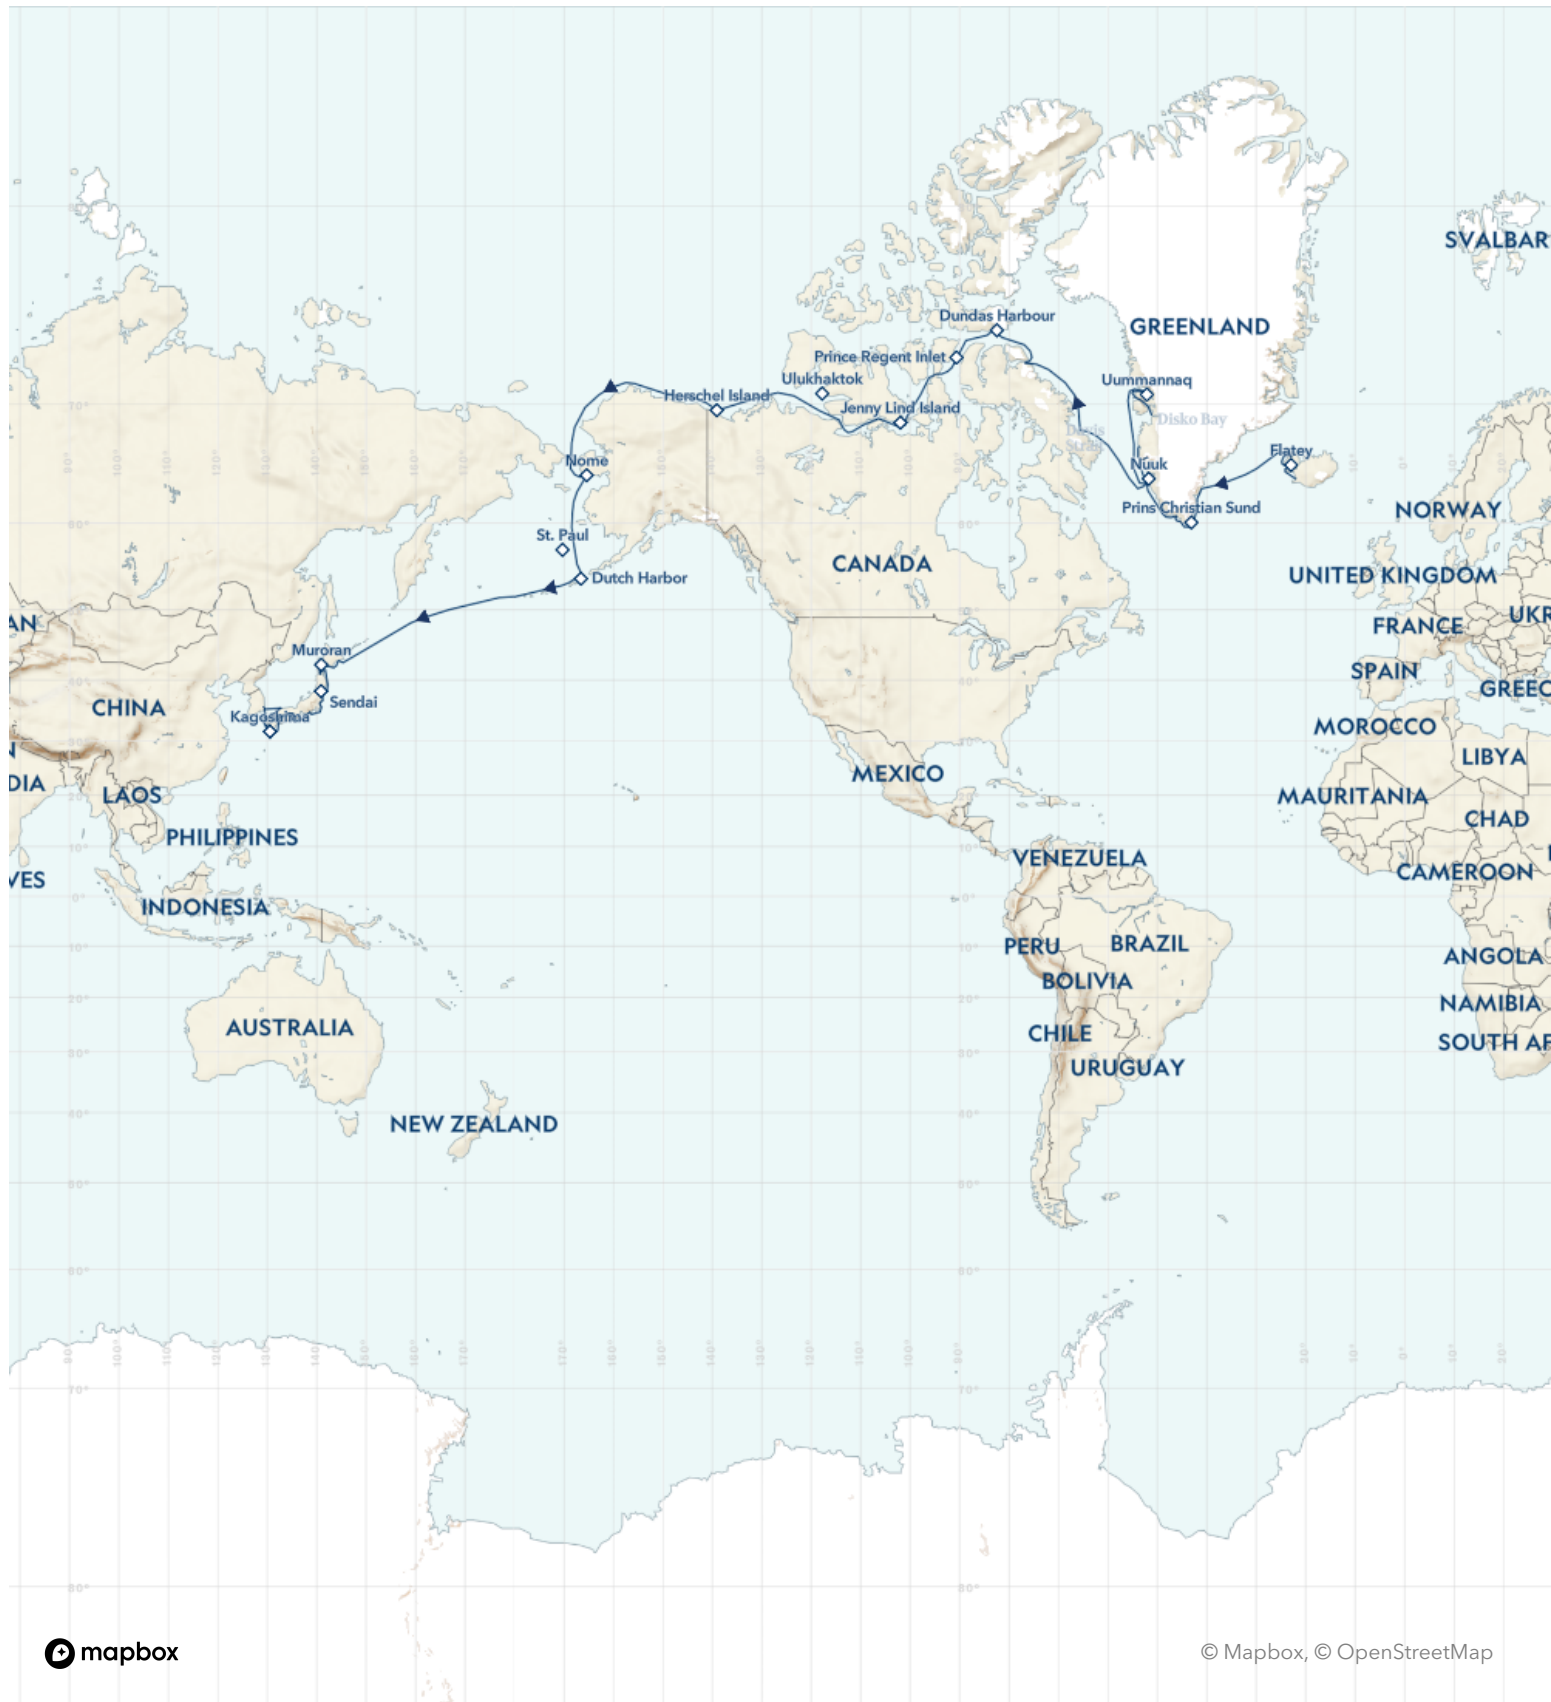 SVALBAR
Dundas Harbour
GREENLAND
Prince Regent Inlet
Ulukhaktok
Uummannaq
Herschel Island
Jenny Lind Island
Disko Bay
Davis
Strait
Nome
Nuuk
Flatey
Prins Christian Sund
NORWAY
St. Paul
CANADA
Dutch Harbor
UNITED KINGDOM
AN
FRANCE
UKR
Muroran
SPAIN
GREEC
Sendai
CHINA
Kagoshima
MOROCCO
N
LIBYA
DIA
MEXICO
LAOS
MAURITANIA
CHAD
PHILIPPINES
VENEZUELA
VES
CAMEROON
INDONESIA
PERU
BRAZIL
ANGOLA
BOLIVIA
NAMIBIA
AUSTRALIA
CHILE
SOUTH AF
URUGUAY
NEW ZEALAND
mapbox
© Mapbox, © OpenStreetMap